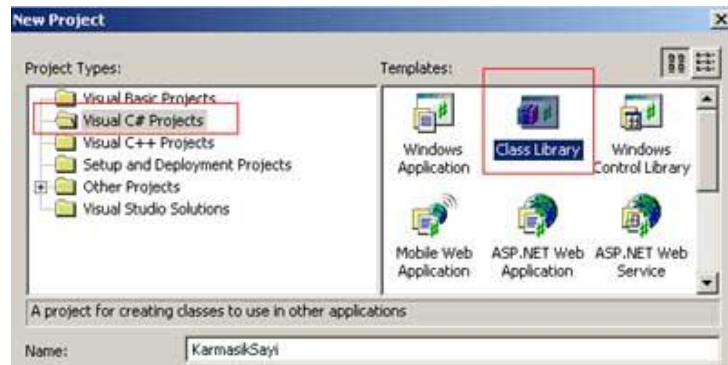 New Project
Project Types:
Templates:
Visual Basic Projects
Visual C# Projects
Visual C++ Projects
Setup and Deployment Projects
Other Projects
Visual Studio Solutions
Windows
Application
Class Library
Windows
Control Library
Mobile Web
Application
ASP.NET Web
Application
ASP.NET Web
Service
A project for creating classes to use in other applications
Name:
KarmasikSayi